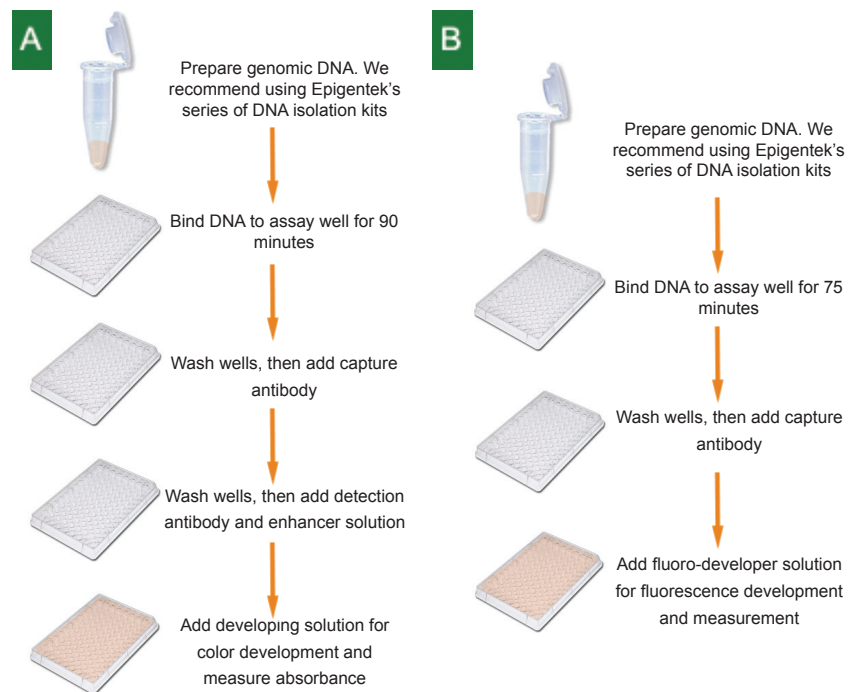 A
Prepare genomic DNA. We
recommend using Epigentek's
series of DNA isolation kits
Bind DNA to assay well for 90
minutes
Wash wells, then add capture
antibody
Wash wells, then add detection
antibody and enhancer solution
Add developing solution for
color development and
measure absorbance
B
Prepare genomic DNA. We
recommend using Epigentek's
series of DNA isolation kits
Bind DNA to assay well for 75
minutes
Wash wells, then add capture
antibody
Add fluoro-developer solution
for fluorescence development
and measurement